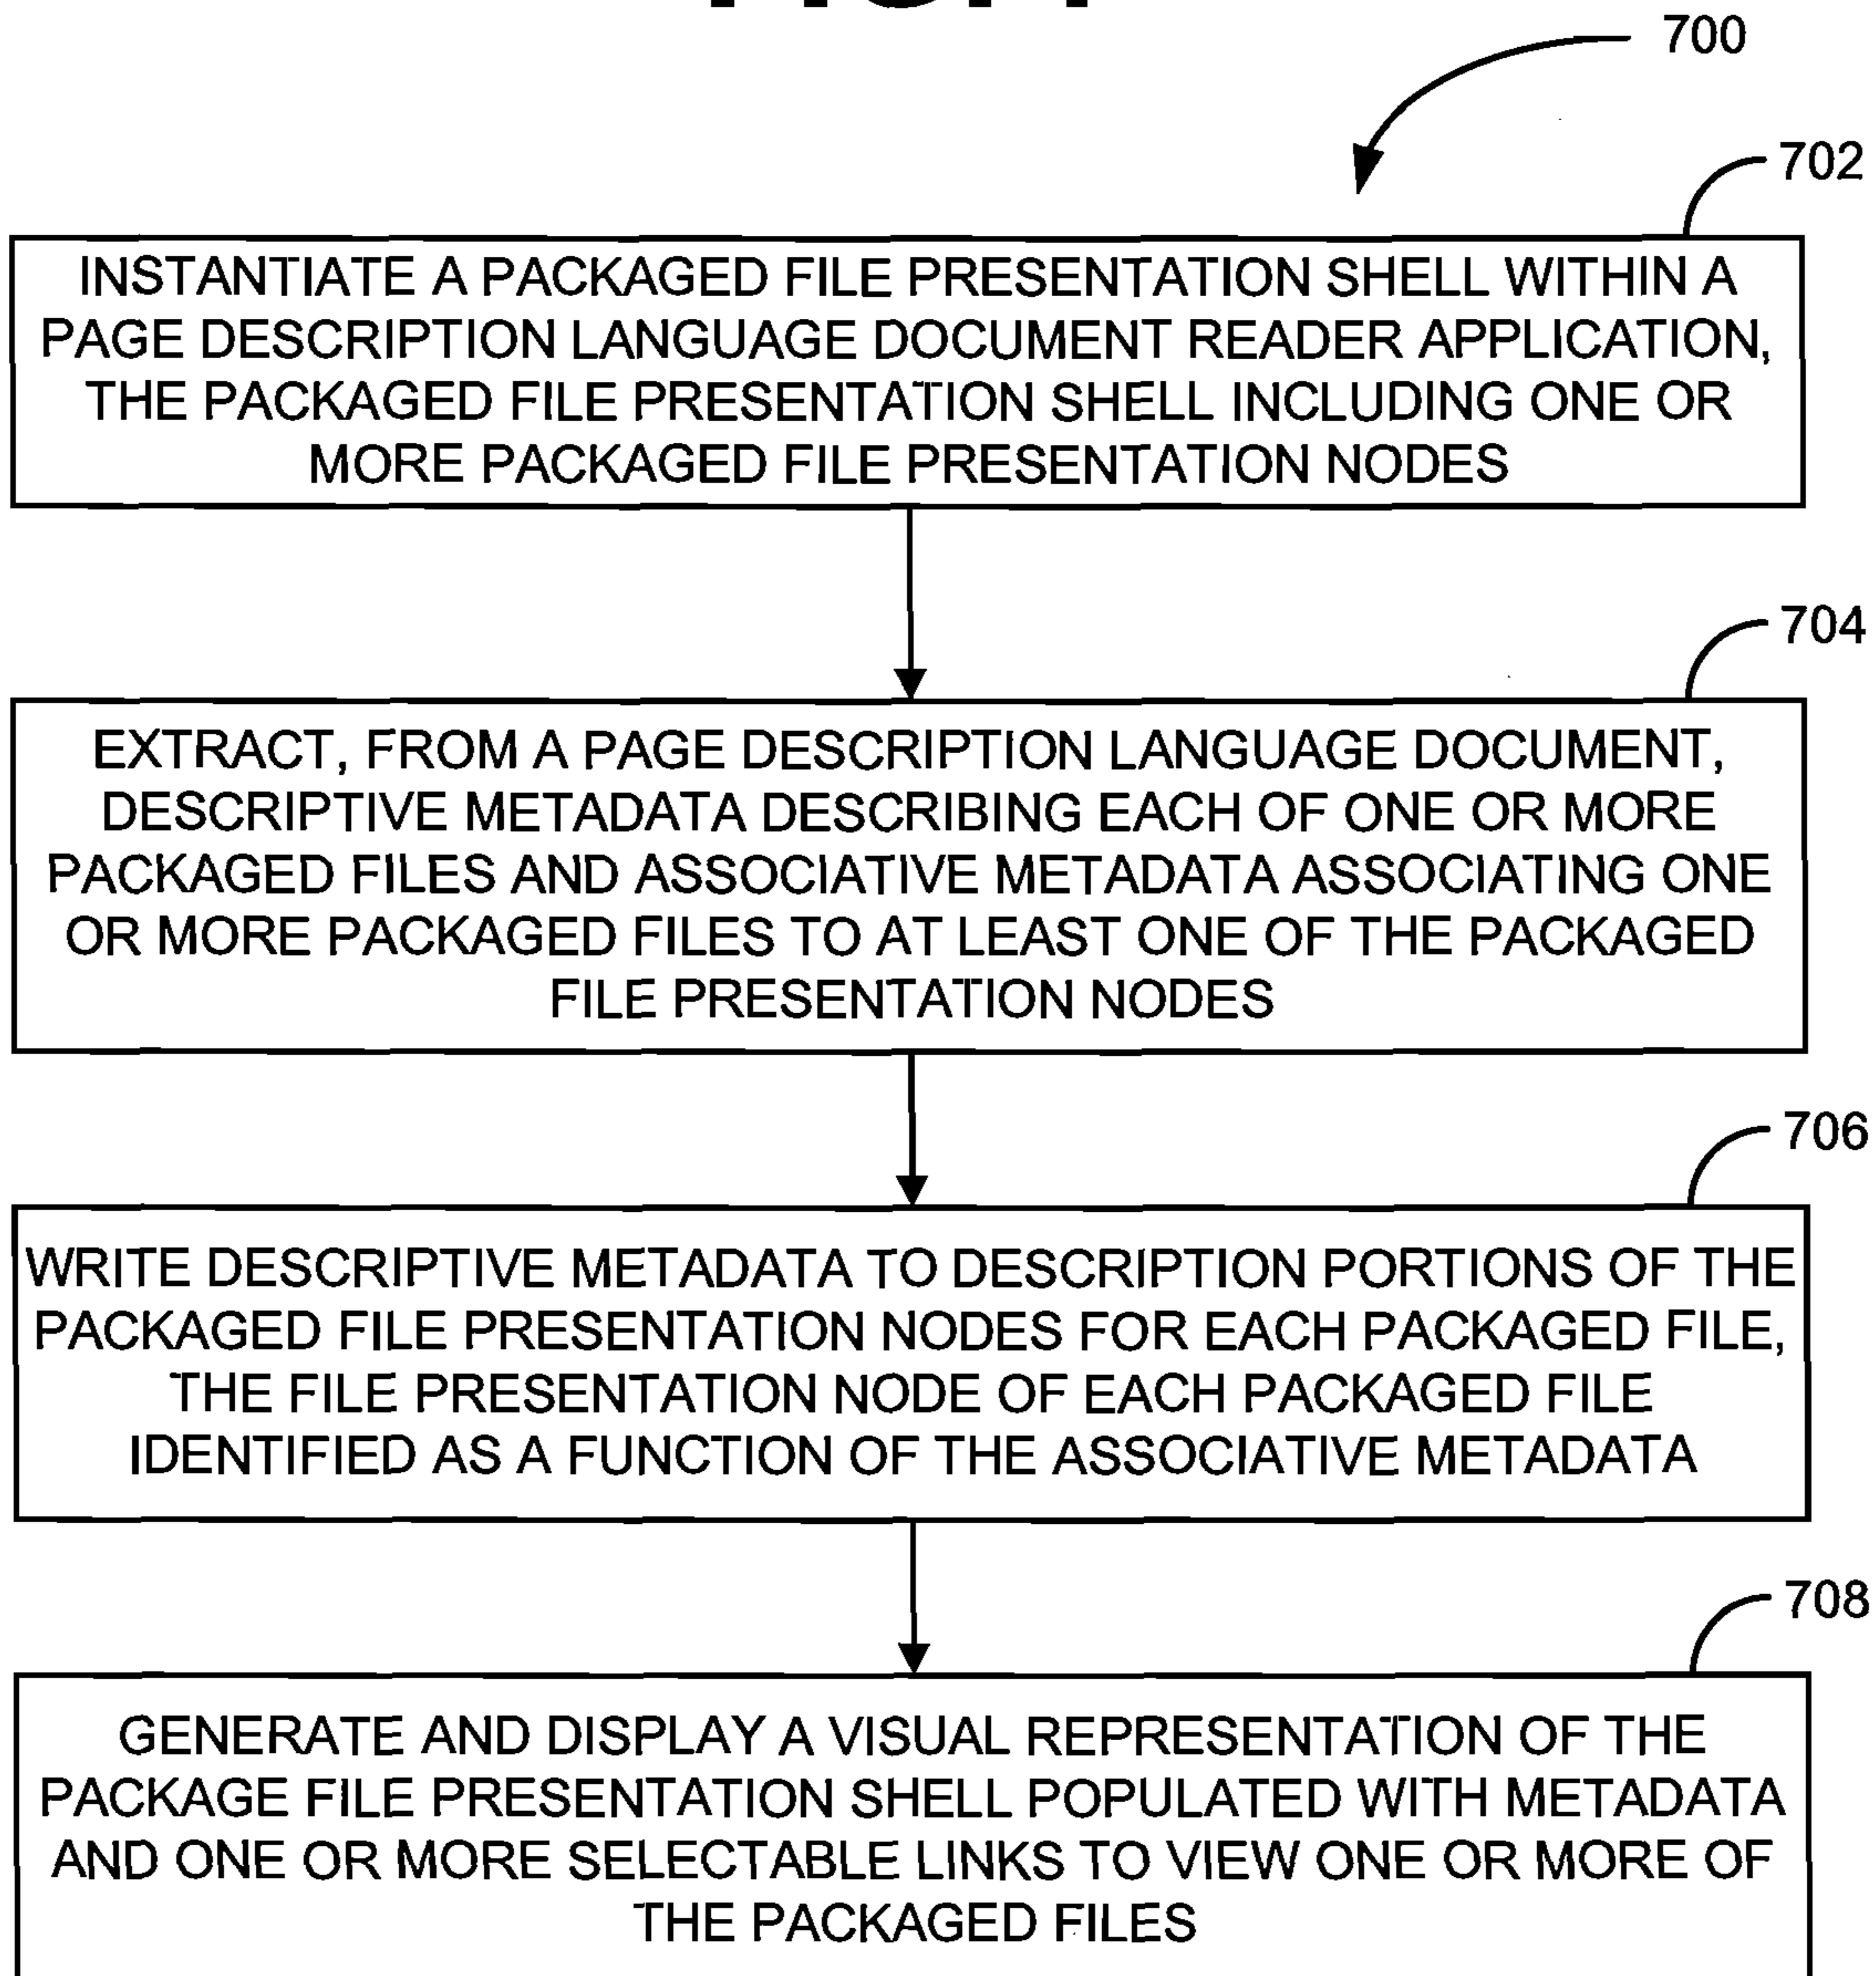 700
702
INSTANTIATE A PACKAGED FILE PRESENTATION SHELL WITHIN A
PAGE DESCRIPTION LANGUAGE DOCUMENT READER APPLICATION,
THE PACKAGED FILE PRESENTATION SHELL INCLUDING ONE OR
MORE PACKAGED FILE PRESENTATION NODES
704
EXTRACT, FROM A PAGE DESCRIPTION LANGUAGE DOCUMENT,
DESCRIPTIVE METADATA DESCRIBING EACH OF ONE OR MORE
PACKAGED FILES AND ASSOCIATIVE METADATA ASSOCIATING ONE
OR MORE PACKAGED FILES TO AT LEAST ONE OF THE PACKAGED
FILE PRESENTATION NODES
706
WRITE DESCRIPTIVE METADATA TO DESCRIPTION PORTIONS OF THE
PACKAGED FILE PRESENTATION NODES FOR EACH PACKAGED FILE,
THE FILE PRESENTATION NODE OF EACH PACKAGED FILE
IDENTIFIED AS A FUNCTION OF THE ASSOCIATIVE METADATA
708
GENERATE AND DISPLAY A VISUAL REPRESENTATION OF THE
PACKAGE FILE PRESENTATION SHELL POPULATED WITH METADATA
AND ONE OR MORE SELECTABLE LINKS TO VIEW ONE OR MORE OF
THE PACKAGED FILES